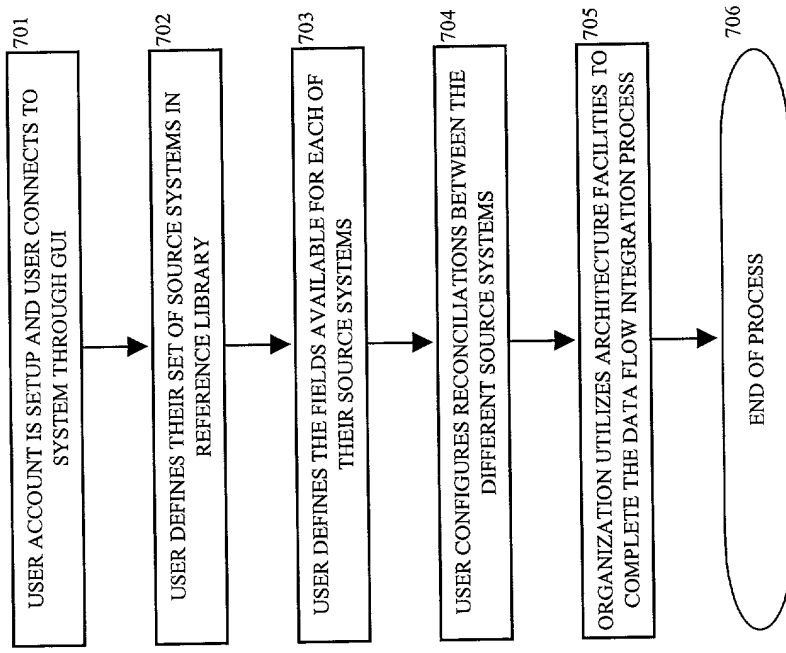 701
USER ACCOUNT IS SETUP AND USER CONNECTS TO
SYSTEM THROUGH GUI
702
USER DEFINES THEIR SET OF SOURCE SYSTEMS IN
REFERENCE LIBRARY
703
USER DEFINES THE FIELDS AVAILABLE FOR EACH OF
THEIR SOURCE SYSTEMS
704
USER CONFIGURES RECONCILIATIONS BETWEEN THE
DIFFERENT SOURCE SYSTEMS
705
ORGANIZATION UTILIZES ARCHITECTURE FACILITIES TO
COMPLETE THE DATA FLOW INTEGRATION PROCESS
706
END OF PROCESS